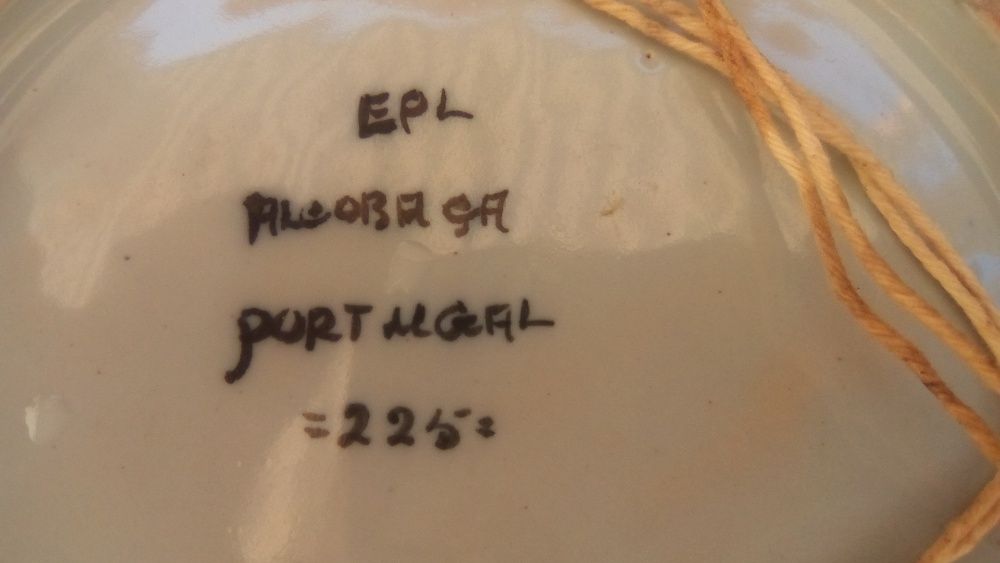 EPL
ALCOBAÇA
PORTUGAL
=225=